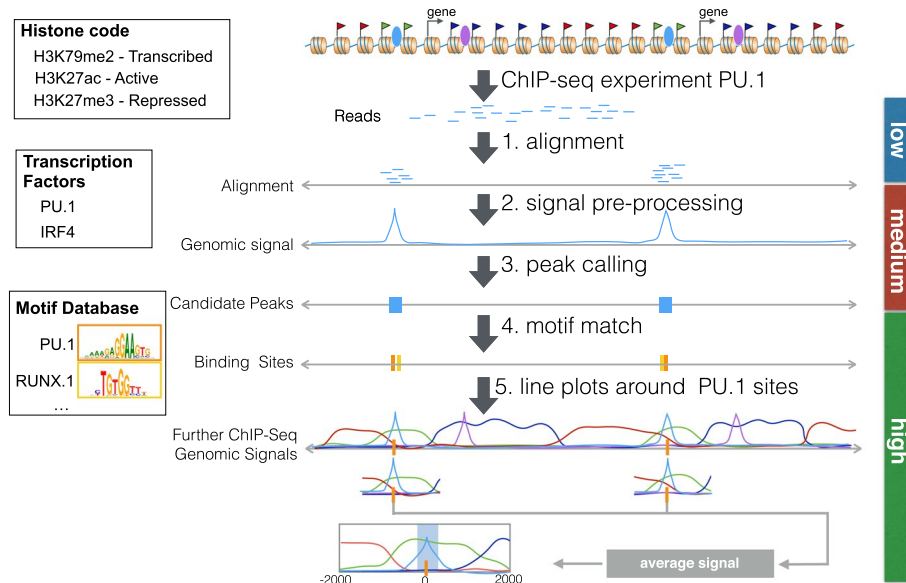 Histone code
H3K79me2 - Transcribed
H3K27ac - Active
H3K27me3 - Repressed
gene
gene
ChIP-seq experiment PU.1
Reads
1. alignment
low
Transcription
Factors
PU.1
IRF4
Alignment
2. signal pre-processing
Genomic signal
medium
3. peak calling
Motif Database
PU.1
RUNX.1
...
Candidate Peaks
4. motif match
Binding Sites
5. line plots around PU.1 sites
Further ChIP-Seq
Genomic Signals
high
average signal
-2000
0
2000